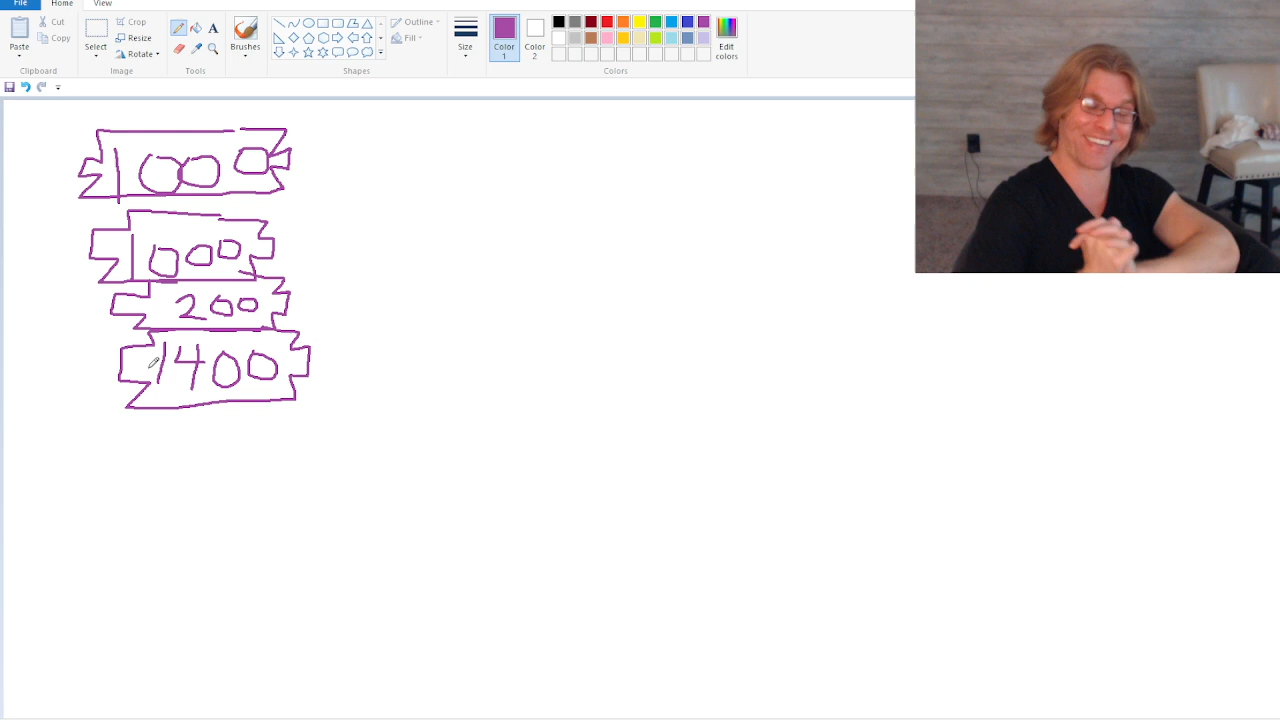 File Home View
Paste Cut Copy Select Crop Resize Rotate A Brushes Outline Fill Size Color 1 Color 2 Edit colors
Clipboard Image Tools Shapes Colors
1000
1000
200
1400